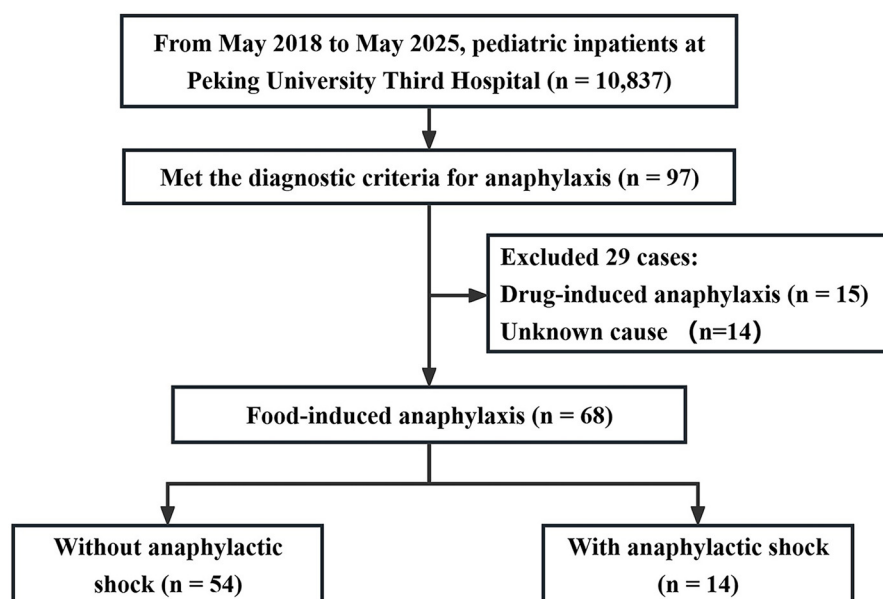 From May 2018 to May 2025, pediatric inpatients at
Peking University Third Hospital (n = 10,837)
Met the diagnostic criteria for anaphylaxis (n = 97)
Excluded 29 cases:
Drug-induced anaphylaxis (n = 15)
Unknown cause （n=14）
Food-induced anaphylaxis (n = 68)
Without anaphylactic
shock (n = 54)
With anaphylactic shock
(n = 14)